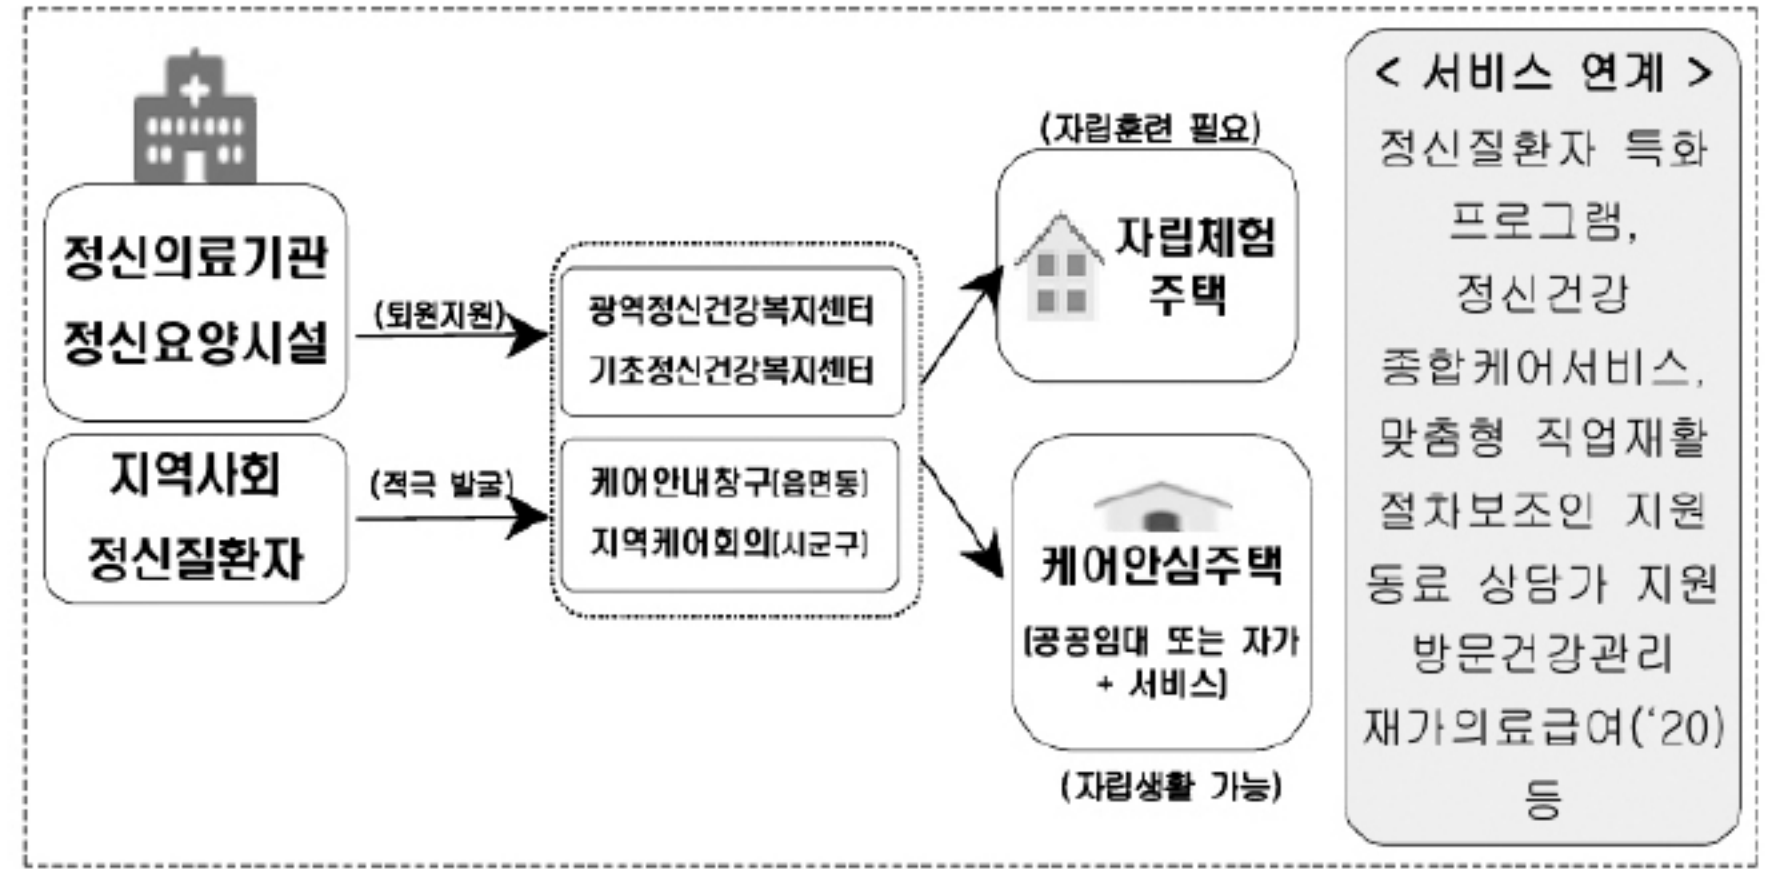 정신의료기관
정신요양시설
지역사회
정신질환자
(퇴원지원)
(적극 발굴)
광역정신건강복지센터
기초정신건강복지센터
케어안내창구(읍면동)
지역케어회의(시군구)
(자립훈련 필요)
자립체험
주택
케어안심주택
(공공임대 또는 자가
+ 서비스)
(자립생활 가능)
< 서비스 연계 >
정신질환자 특화
프로그램,
정신건강
종합케어서비스,
맞춤형 직업재활
절차보조인 지원
동료 상담가 지원
방문건강관리
재가의료급여(‘20)
등